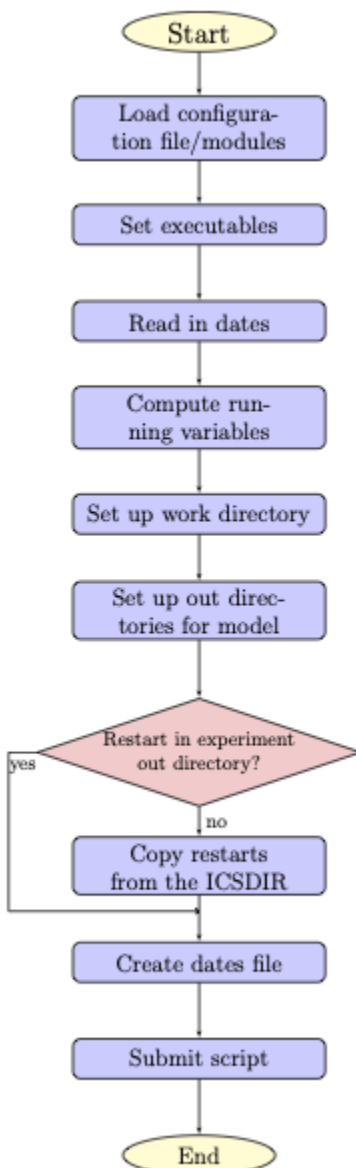 Start
Load configura-
tion file/modules
Set executables
Read in dates
Compute run-
ning variables
Set up work directory
Set up out direc-
tories for model
Restart in experiment
out directory?
yes
no
Copy restarts
from the ICSDIR
Create dates file
Submit script
End